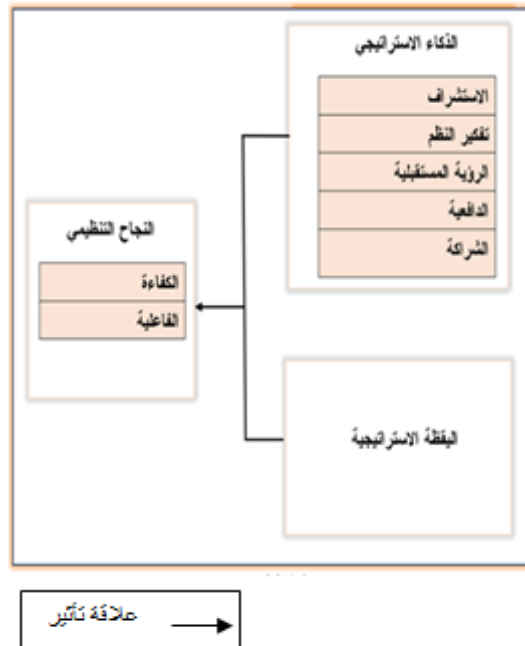 الذكاء الاستراتيجي
الاستشراف
تفكير النظم
الرؤية المستقبلية
الدافعية
الشراكة
النجاح التنظيمي
الكفاءة
الفاعلية
اليقظة الاستراتيجية
علاقة تأثير